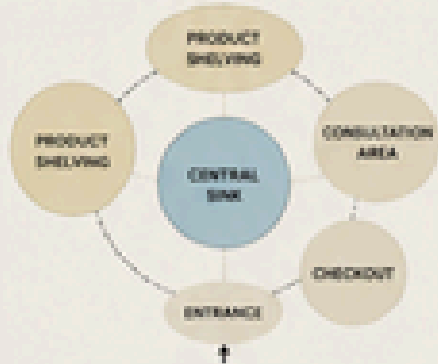 PRODUCT
SHELVING
PRODUCT
SHELVING
CONSULTATION
AREA
CENTRAL
SINK
CHECKOUT
ENTRANCE